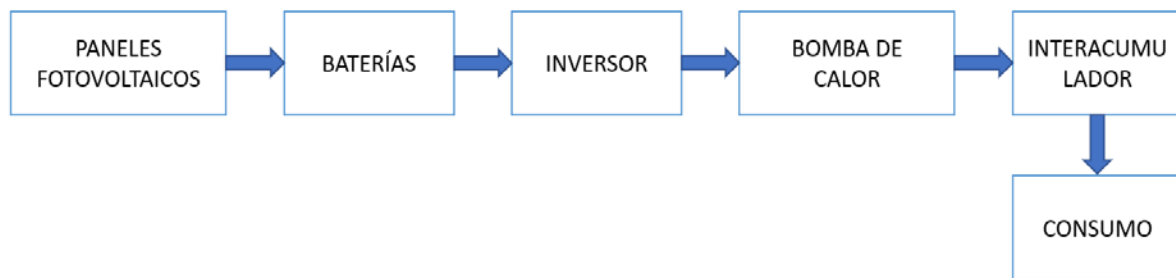 PANELES
FOTOVOLTAICOS
BATERÍAS
INVERSOR
BOMBA DE
CALOR
INTERACUMU
LADOR
CONSUMO